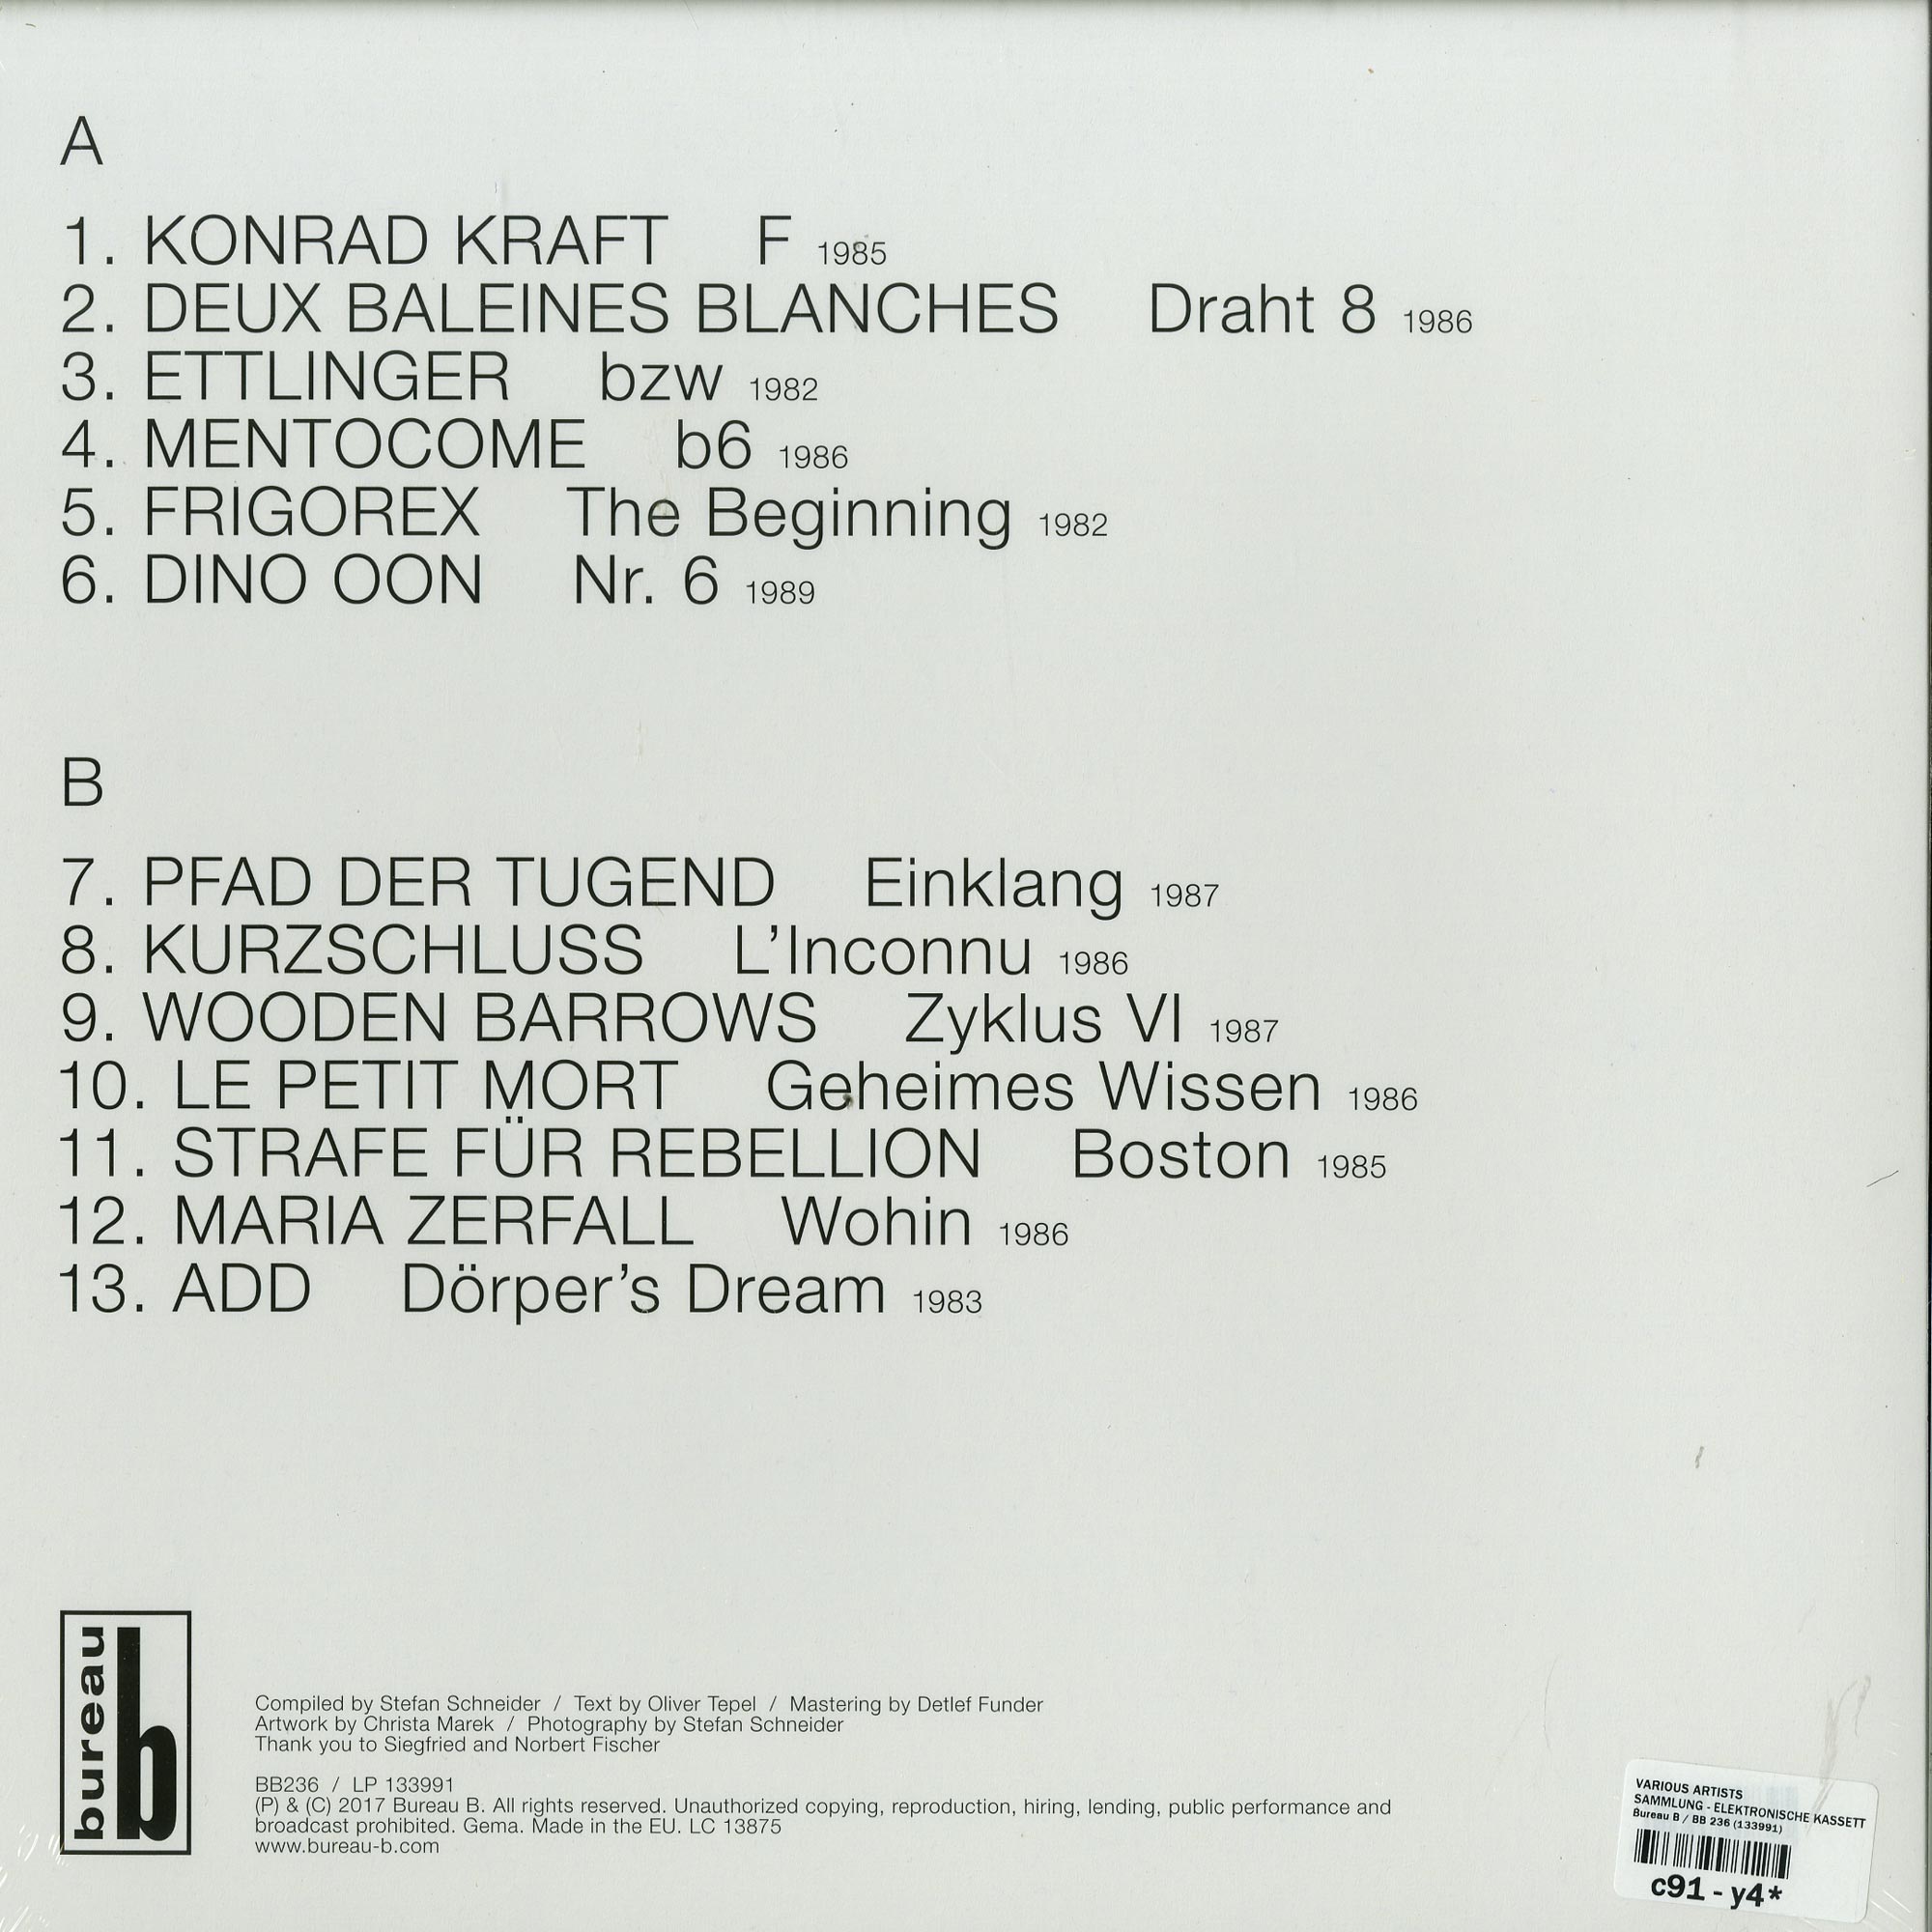 A
1. KONRAD KRAFT F 1985
2. DEUX BALEINES BLANCHES Draht 8 1986
3. ETTLINGER bzw 1982
4. MENTOCOME b6 1986
5. FRIGOREX The Beginning 1982
6. DINO OON Nr. 6 1989
B
7. PFAD DER TUGEND Einklang 1987
8. KURZSCHLUSS L’Inconnu 1986
9. WOODEN BARROWS Zyklus VI 1987
10. LE PETIT MORT Geheimes Wissen 1986
11. STRAFE FÜR REBELLION Boston 1985
12. MARIA ZERFALL Wohin 1986
13. ADD Dörper’s Dream 1983
bureau
b
Compiled by Stefan Schneider / Text by Oliver Tepel / Mastering by Detlef Funder
Artwork by Christa Marek / Photography by Stefan Schneider
Thank you to Siegfried and Norbert Fischer
BB236 / LP 133991
(P) & (C) 2017 Bureau B. All rights reserved. Unauthorized copying, reproduction, hiring, lending, public performance and
broadcast prohibited. Gema. Made in the EU. LC 13875
www.bureau-b.com
VARIOUS ARTISTS
SAMMLUNG - ELEKTRONISCHE KASSETT
Bureau B / BB 236 (133991)
c91 - y4*